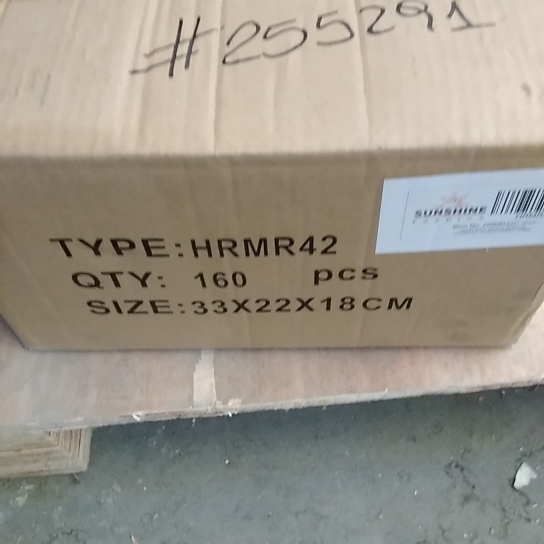 #255291
SUNSHINE
TYPE:HRMR42
QTY: 160 pcs
SIZE:33X22X18CM